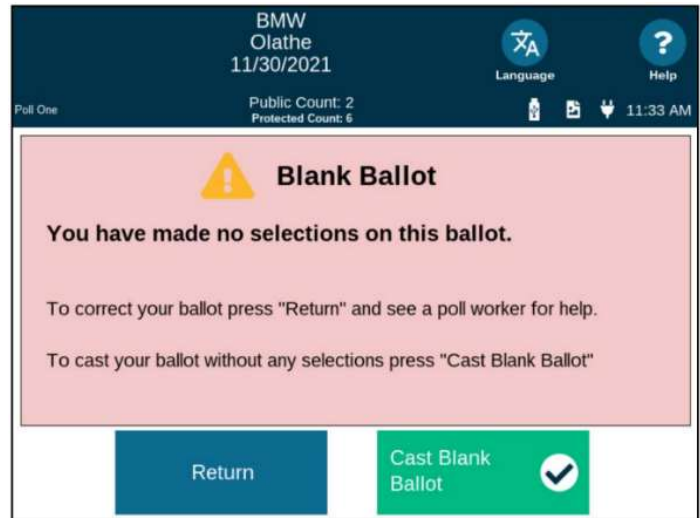 BMW
Olathe
11/30/2021
文A
Language
?
Help
Poll One
Public Count: 2
Protected Count: 6
11:33 AM
Blank Ballot
You have made no selections on this ballot.
To correct your ballot press "Return" and see a poll worker for help.
To cast your ballot without any selections press "Cast Blank Ballot"
Return
Cast Blank
Ballot